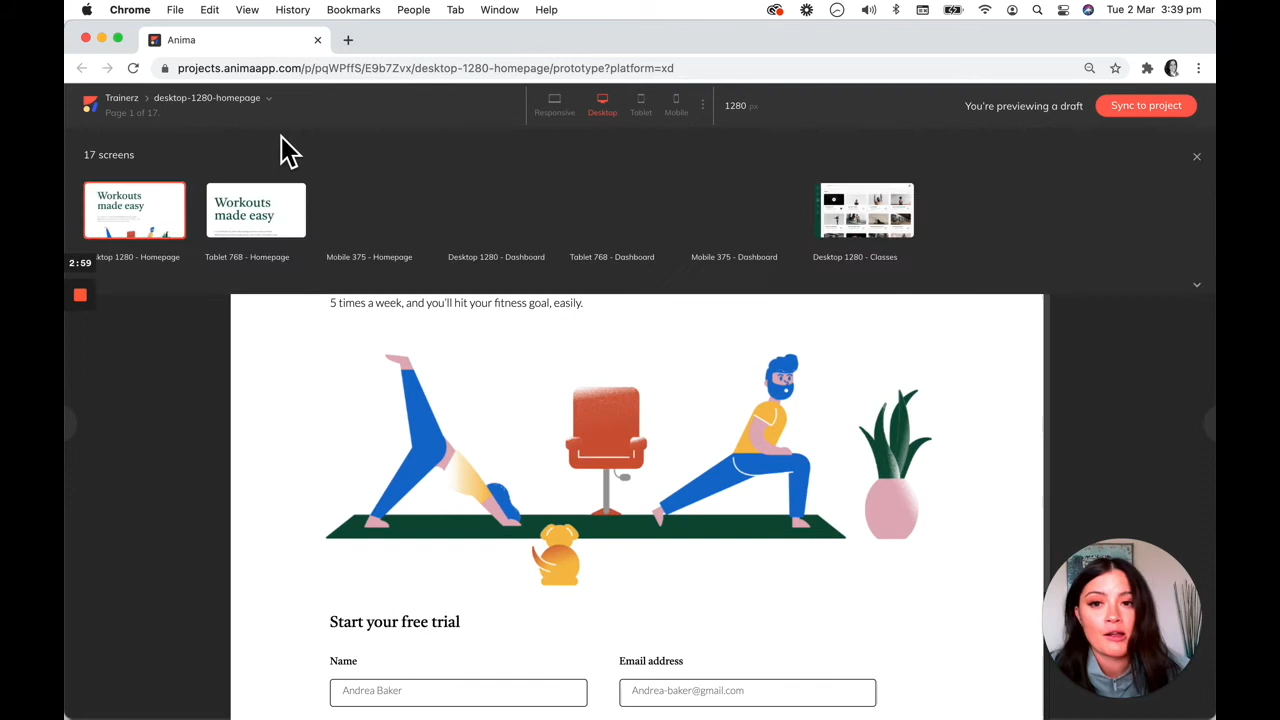 Chrome File Edit View History Bookmarks People Tab Window Help Tue 2 Mar 3:39 pm
Anima
projects.animaapp.com/p/pqWPffS/E9b7Zvx/desktop-1280-homepage/prototype?platform=xd
Trainerz > desktop-1280-homepage
Page 1 of 17.
Responsive Desktop Tablet Mobile 1280 px
You're previewing a draft Sync to project
17 screens
Workouts
made easy
Workouts
made easy
ktop 1280 - Homepage Tablet 768 - Homepage Mobile 375 - Homepage Desktop 1280 - Dashboard Tablet 768 - Dashboard Mobile 375 - Dashboard Desktop 1280 - Classes
2:59
5 times a week, and you'll hit your fitness goal, easily.
Start your free trial
Name Email address
Andrea Baker Andrea-baker@gmail.com